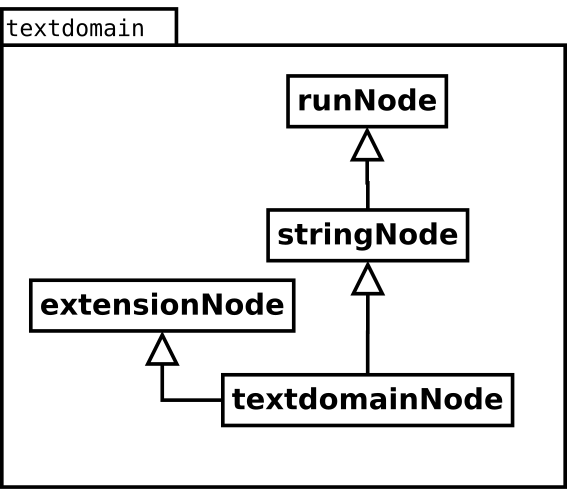 textdomain
runNode
stringNode
extensionNode
textdomainNode